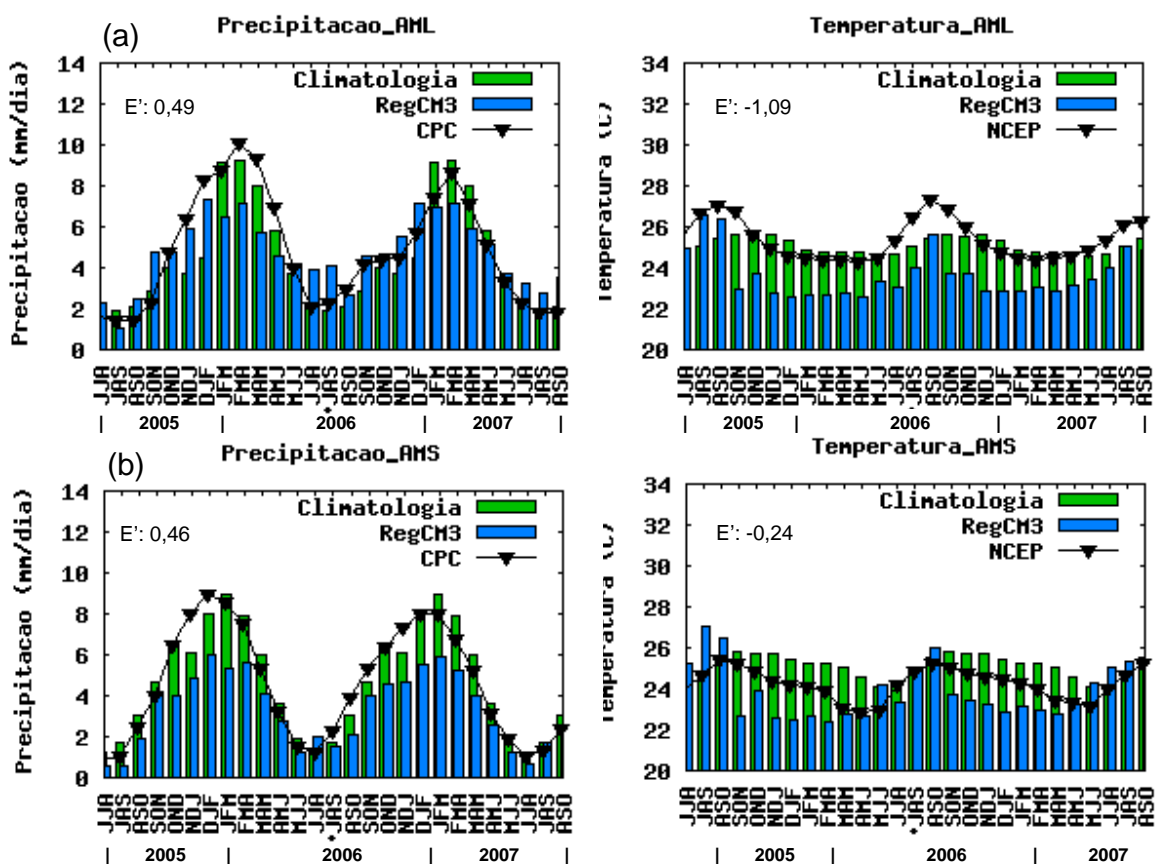 (a)
Precipitacao_AML
Precipitacao (mm/dia)
14
12
10
8
6
4
2
0
E': 0,49
Climatologia
RegCM3
CPC
JJA JAS ASO SON OND NDJ DJF JFM FMA MAM AMJ MJJ JJA JAS ASO SON OND NDJ DJF JFM FMA MAM AMJ MJJ JJA JAS ASO
| 2005 | 2006 | 2007 |
Temperatura_AML
Temperatura (C)
34
32
30
28
26
24
22
20
E': -1,09
Climatologia
RegCM3
NCEP
JJA JAS ASO SON OND NDJ DJF JFM FMA MAM AMJ MJJ JJA JAS ASO SON OND NDJ DJF JFM FMA MAM AMJ MJJ JJA JAS ASO
| 2005 | 2006 | 2007 |
(b)
Precipitacao_AMS
Precipitacao (mm/dia)
14
12
10
8
6
4
2
0
E': 0,46
Climatologia
RegCM3
CPC
JJA JAS ASO SON OND NDJ DJF JFM FMA MAM AMJ MJJ JJA JAS ASO SON OND NDJ DJF JFM FMA MAM AMJ MJJ JJA JAS ASO
| 2005 | 2006 | 2007 |
Temperatura_AMS
Temperatura (C)
34
32
30
28
26
24
22
20
E': -0,24
Climatologia
RegCM3
NCEP
JJA JAS ASO SON OND NDJ DJF JFM FMA MAM AMJ MJJ JJA JAS ASO SON OND NDJ DJF JFM FMA MAM AMJ MJJ JJA JAS ASO
| 2005 | 2006 | 2007 |